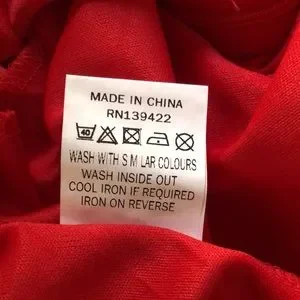 MADE IN CHINA
RN139422
40
WASH WITH S M LAR COLOURS
WASH INSIDE OUT
COOL IRON IF REQUIRED
IRON ON REVERSE